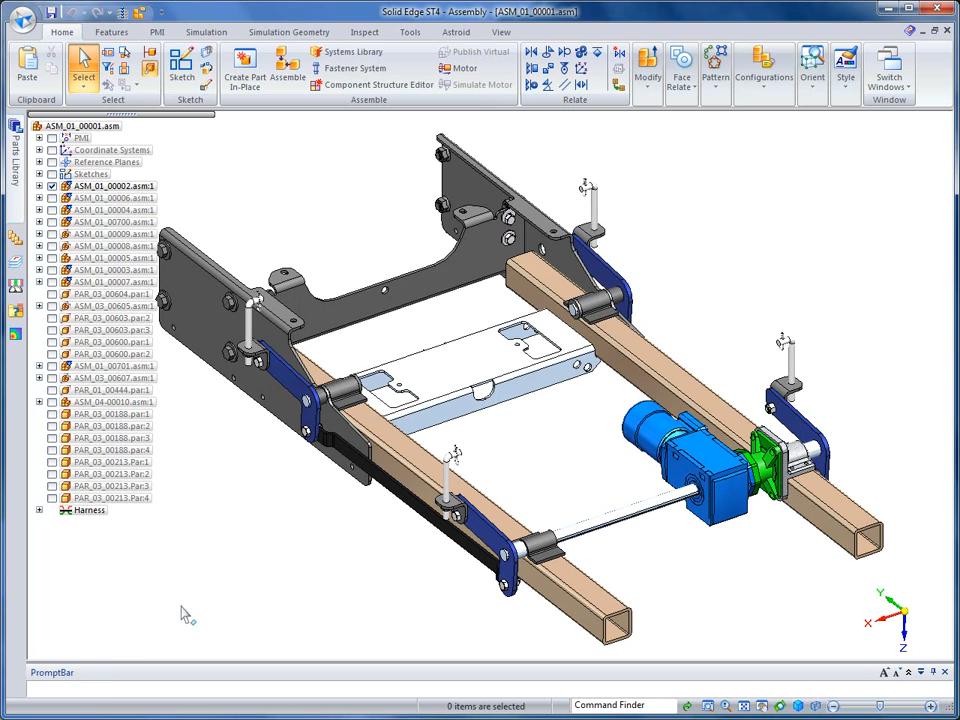 Solid Edge ST4 - Assembly - [ASM_01_00001.asm]
Home Features PMI Simulation Simulation Geometry Inspect Tools Astroid View
Paste
Clipboard
Select
Select
Sketch
Sketch
Create Part In-Place
Assemble
Systems Library
Fastener System
Component Structure Editor
Publish Virtual
Motor
Simulate Motor
Assemble
Relate
Modify
Face Relate
Pattern
Configurations
Orient
Style
Switch Windows
Window
Parts Library
ASM_01_00001.asm
PMI
Coordinate Systems
Reference Planes
Sketches
ASM_01_00002.asm:1
ASM_01_00006.asm:1
ASM_01_00004.asm:1
ASM_01_00700.asm:1
ASM_01_00009.asm:1
ASM_01_00008.asm:1
ASM_01_00005.asm:1
ASM_01_00003.asm:1
ASM_01_00007.asm:1
PAR_03_00604.par:1
ASM_03_00605.asm:1
PAR_03_00603.par:2
PAR_03_00603.par:3
PAR_03_00600.par:1
PAR_03_00600.par:2
ASM_01_00701.asm:1
ASM_03_00607.asm:1
PAR_01_00444.par:1
ASM_04-00010.asm:1
PAR_03_00188.par:1
PAR_03_00188.par:2
PAR_03_00188.par:3
PAR_03_00188.par:4
PAR_03_00213.Par:1
PAR_03_00213.Par:2
PAR_03_00213.Par:3
PAR_03_00213.Par:4
Harness
Y
X
Z
PromptBar
0 items are selected
Command Finder